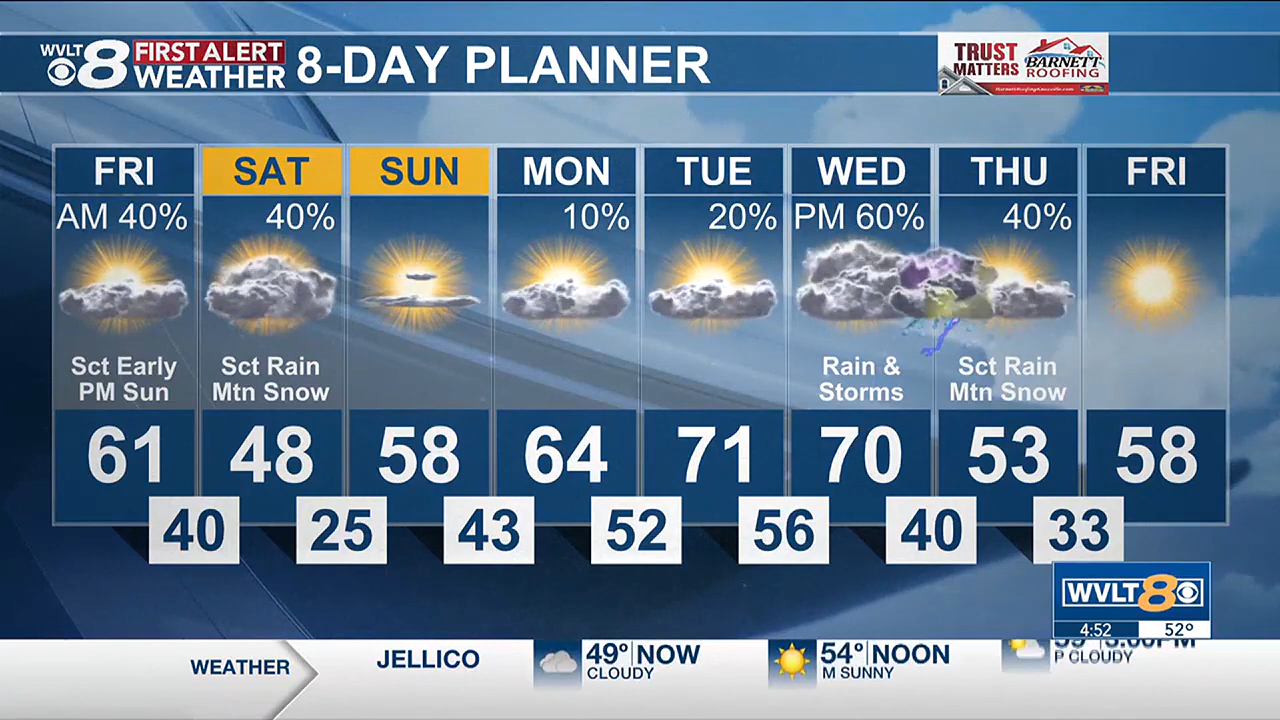 WVLT 8 FIRST ALERT WEATHER
8-DAY PLANNER
TRUST MATTERS
BARNETT ROOFING
FRI SAT SUN MON TUE WED THU FRI
AM 40% 40% 10% 20% PM 60% 40%
Sct Early Sct Rain Rain & Sct Rain
PM Sun Mtn Snow Storms Mtn Snow
61 48 58 64 71 70 53 58
40 25 43 52 56 40 33
WVLT 8
4:52 52°
WEATHER JELLICO 49° NOW 54° NOON
CLOUDY M SUNNY P CLOUDY